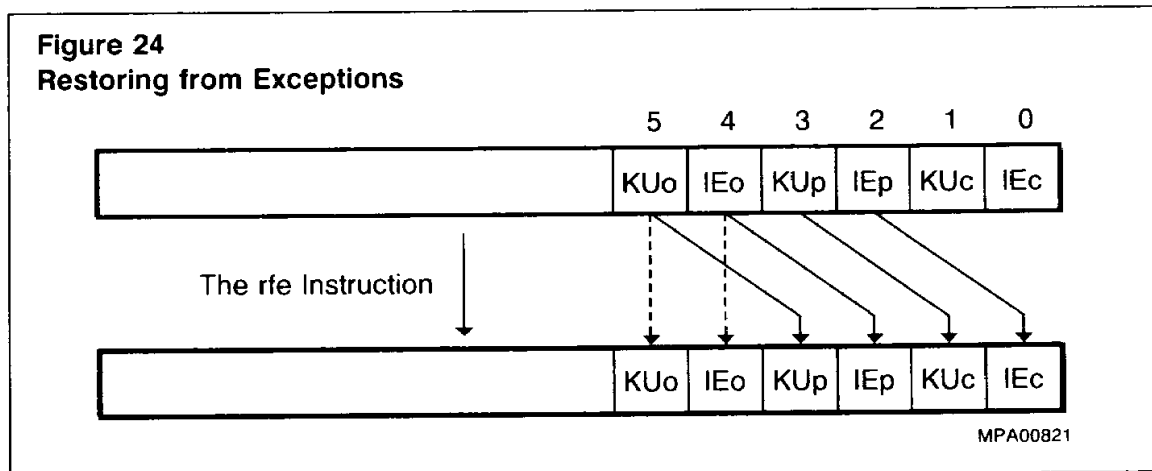 Figure 24
Restoring from Exceptions
5 4 3 2 1 0
KUo IEo KUp IEp KUc IEc
The rfe Instruction
KUo IEo KUp IEp KUc IEc
MPA00821